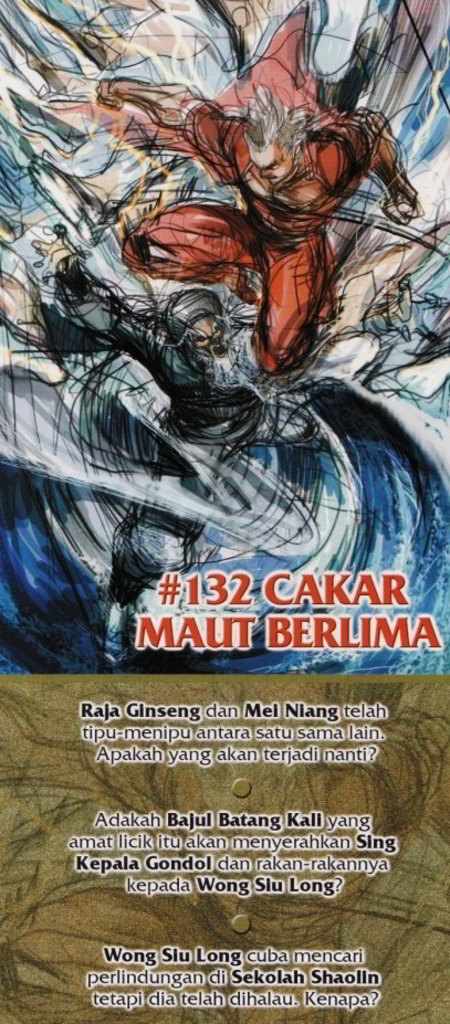 #132 CAKAR
MAUT BERLIMA
Raja Ginseng dan Mei Niang telah
tipu-menipu antara satu sama lain.
Apakah yang akan terjadi nanti?
Adakah Bajul Batang Kali yang
amat licik itu akan menyerahkan Sing
Kepala Gondol dan rakan-rakannya
kepada Wong Siu Long?
Wong Siu Long cuba mencari
perlindungan di Sekolah Shaolin
tetapi dia telah dihalau. Kenapa?